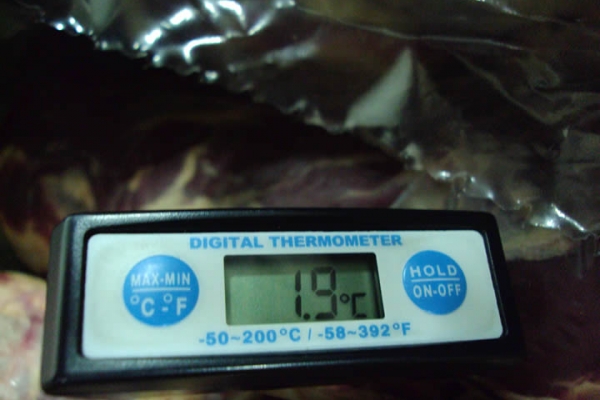 DIGITAL THERMOMETER
MAX-MIN
°C-°F
1.9°C
HOLD
ON-OFF
-50~200°C / -58~392°F